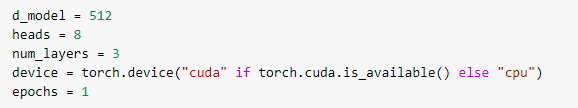 d_model = 512
heads = 8
num_layers = 3
device = torch.device("cuda" if torch.cuda.is_available() else "cpu")
epochs = 1